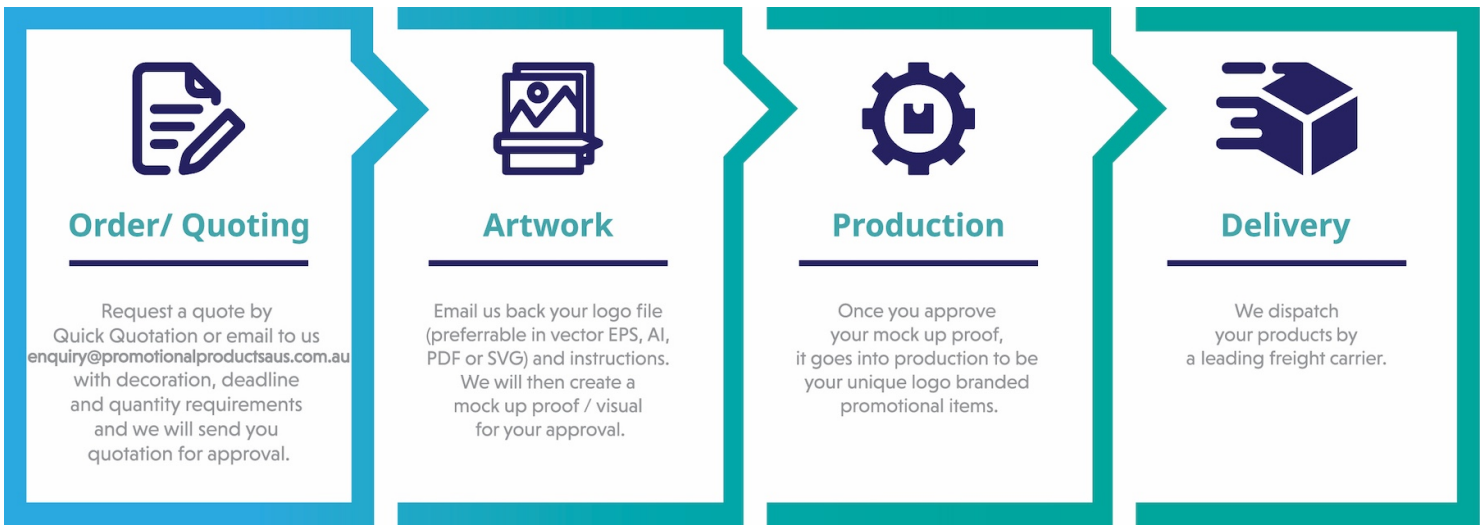 Order/ Quoting
Request a quote by
Quick Quotation or email to us
enquiry@promotionalproductsaus.com.au
with decoration, deadline
and quantity requirements
and we will send you
quotation for approval.
Artwork
Email us back your logo file
(preferrable in vector EPS, AI,
PDF or SVG) and instructions.
We will then create a
mock up proof / visual
for your approval.
Production
Once you approve
your mock up proof,
it goes into production to be
your unique logo branded
promotional items.
Delivery
We dispatch
your products by
a leading freight carrier.